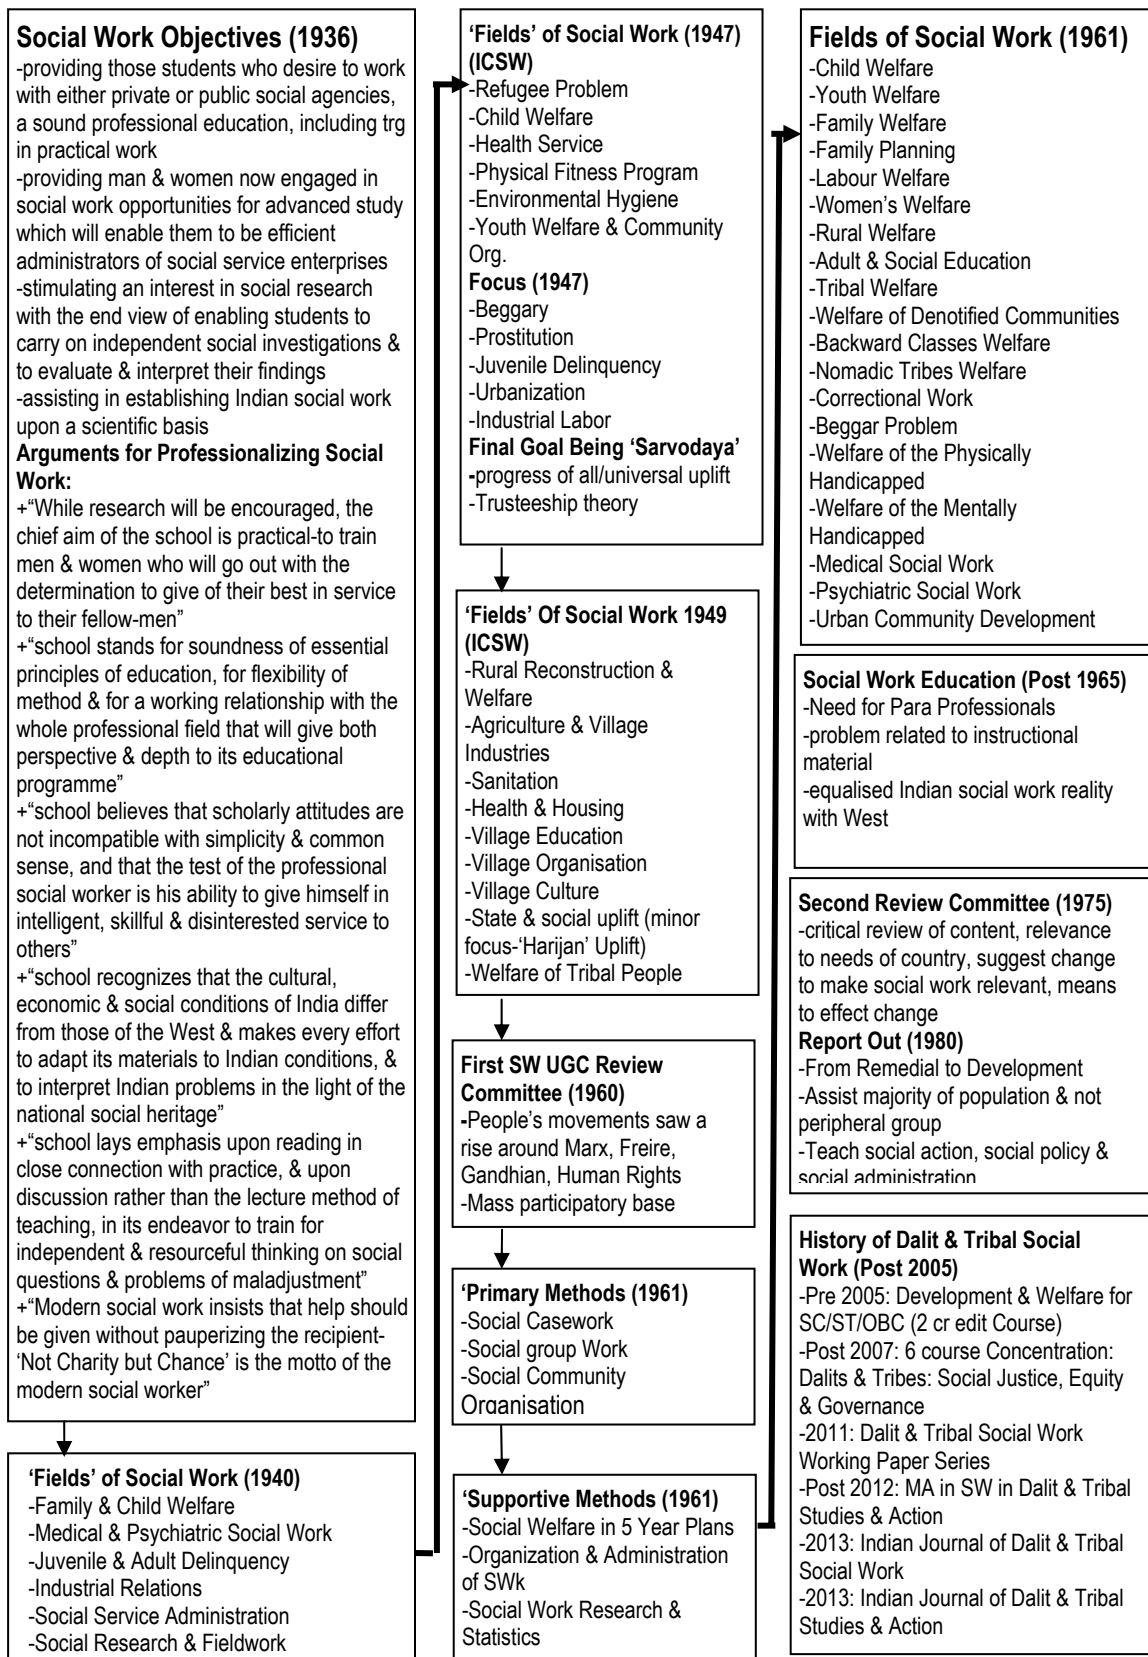 Social Work Objectives (1936)
-providing those students who desire to work
with either private or public social agencies,
a sound professional education, including trg
in practical work
-providing man & women now engaged in
social work opportunities for advanced study
which will enable them to be efficient
administrators of social service enterprises
-stimulating an interest in social research
with the end view of enabling students to
carry on independent social investigations &
to evaluate & interpret their findings
-assisting in establishing Indian social work
upon a scientific basis
Arguments for Professionalizing Social
Work:
+“While research will be encouraged, the
chief aim of the school is practical-to train
men & women who will go out with the
determination to give of their best in service
to their fellow-men”
+“school stands for soundness of essential
principles of education, for flexibility of
method & for a working relationship with the
whole professional field that will give both
perspective & depth to its educational
programme”
+“school believes that scholarly attitudes are
not incompatible with simplicity & common
sense, and that the test of the professional
social worker is his ability to give himself in
intelligent, skillful & disinterested service to
others”
+“school recognizes that the cultural,
economic & social conditions of India differ
from those of the West & makes every effort
to adapt its materials to Indian conditions, &
to interpret Indian problems in the light of the
national social heritage”
+“school lays emphasis upon reading in
close connection with practice, & upon
discussion rather than the lecture method of
teaching, in its endeavor to train for
independent & resourceful thinking on social
questions & problems of maladjustment”
+“Modern social work insists that help should
be given without pauperizing the recipient-
‘Not Charity but Chance’ is the motto of the
modern social worker”
‘Fields’ of Social Work (1940)
-Family & Child Welfare
-Medical & Psychiatric Social Work
-Juvenile & Adult Delinquency
-Industrial Relations
-Social Service Administration
-Social Research & Fieldwork
‘Fields’ of Social Work (1947)
(ICSW)
-Refugee Problem
-Child Welfare
-Health Service
-Physical Fitness Program
-Environmental Hygiene
-Youth Welfare & Community
Org.
Focus (1947)
-Beggary
-Prostitution
-Juvenile Delinquency
-Urbanization
-Industrial Labor
Final Goal Being ‘Sarvodaya’
-progress of all/universal uplift
-Trusteeship theory
‘Fields’ Of Social Work 1949
(ICSW)
-Rural Reconstruction &
Welfare
-Agriculture & Village
Industries
-Sanitation
-Health & Housing
-Village Education
-Village Organisation
-Village Culture
-State & social uplift (minor
focus-‘Harijan’ Uplift)
-Welfare of Tribal People
First SW UGC Review
Committee (1960)
-People’s movements saw a
rise around Marx, Freire,
Gandhian, Human Rights
-Mass participatory base
‘Primary Methods (1961)
-Social Casework
-Social group Work
-Social Community
Organisation
‘Supportive Methods (1961)
-Social Welfare in 5 Year Plans
-Organization & Administration
of SWk
-Social Work Research &
Statistics
Fields of Social Work (1961)
-Child Welfare
-Youth Welfare
-Family Welfare
-Family Planning
-Labour Welfare
-Women’s Welfare
-Rural Welfare
-Adult & Social Education
-Tribal Welfare
-Welfare of Denotified Communities
-Backward Classes Welfare
-Nomadic Tribes Welfare
-Correctional Work
-Beggar Problem
-Welfare of the Physically
Handicapped
-Welfare of the Mentally
Handicapped
-Medical Social Work
-Psychiatric Social Work
-Urban Community Development
Social Work Education (Post 1965)
-Need for Para Professionals
-problem related to instructional
material
-equalised Indian social work reality
with West
Second Review Committee (1975)
-critical review of content, relevance
to needs of country, suggest change
to make social work relevant, means
to effect change
Report Out (1980)
-From Remedial to Development
-Assist majority of population & not
peripheral group
-Teach social action, social policy &
social administration
History of Dalit & Tribal Social
Work (Post 2005)
-Pre 2005: Development & Welfare for
SC/ST/OBC (2 cr edit Course)
-Post 2007: 6 course Concentration:
Dalits & Tribes: Social Justice, Equity
& Governance
-2011: Dalit & Tribal Social Work
Working Paper Series
-Post 2012: MA in SW in Dalit & Tribal
Studies & Action
-2013: Indian Journal of Dalit & Tribal
Social Work
-2013: Indian Journal of Dalit & Tribal
Studies & Action